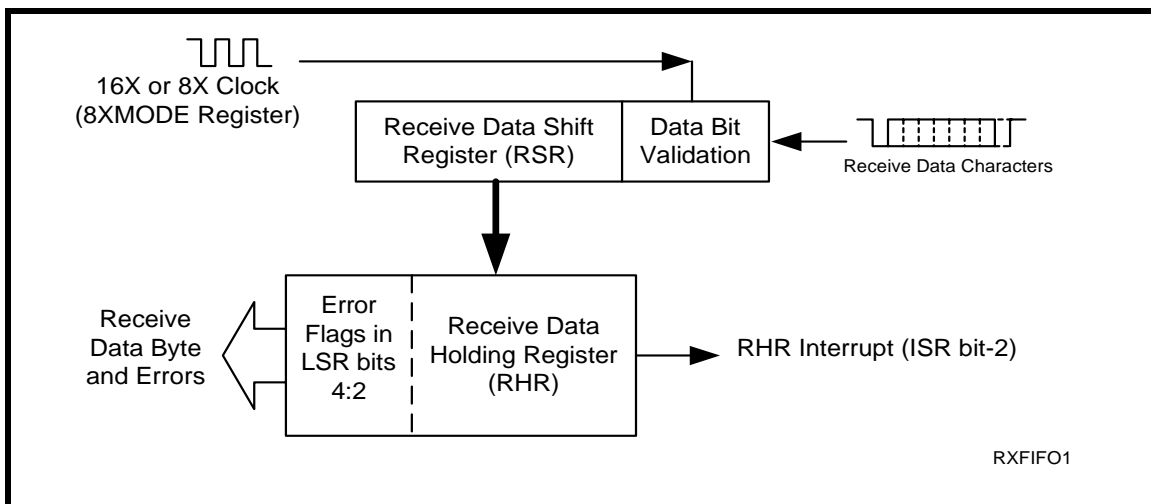 16X or 8X Clock
(8XMODE Register)
Receive Data Shift
Register (RSR)
Data Bit
Validation
Receive Data Characters
Receive
Data Byte
and Errors
Error
Flags in
LSR bits
4:2
Receive Data
Holding Register
(RHR)
RHR Interrupt (ISR bit-2)
RXFIFO1